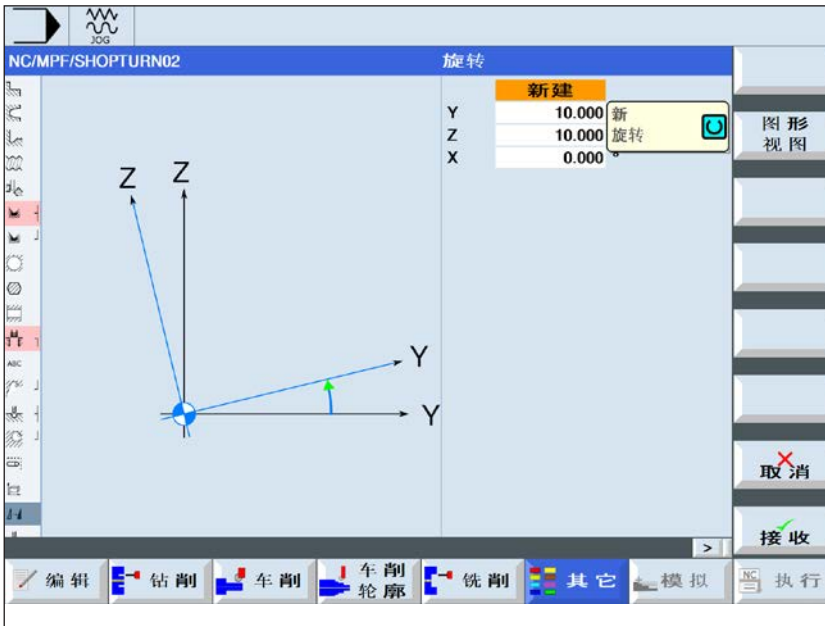 JOG
NC/MPF/SHOPTURN02
旋转
新建
Y 10.000
Z 10.000
X 0.000 °
新
旋转
图形
视图
Z Z
Y
Y
ABC
取消
接收
>
编辑
钻削
车削
车削
轮廓
铣削
其它
模拟
NC
执行